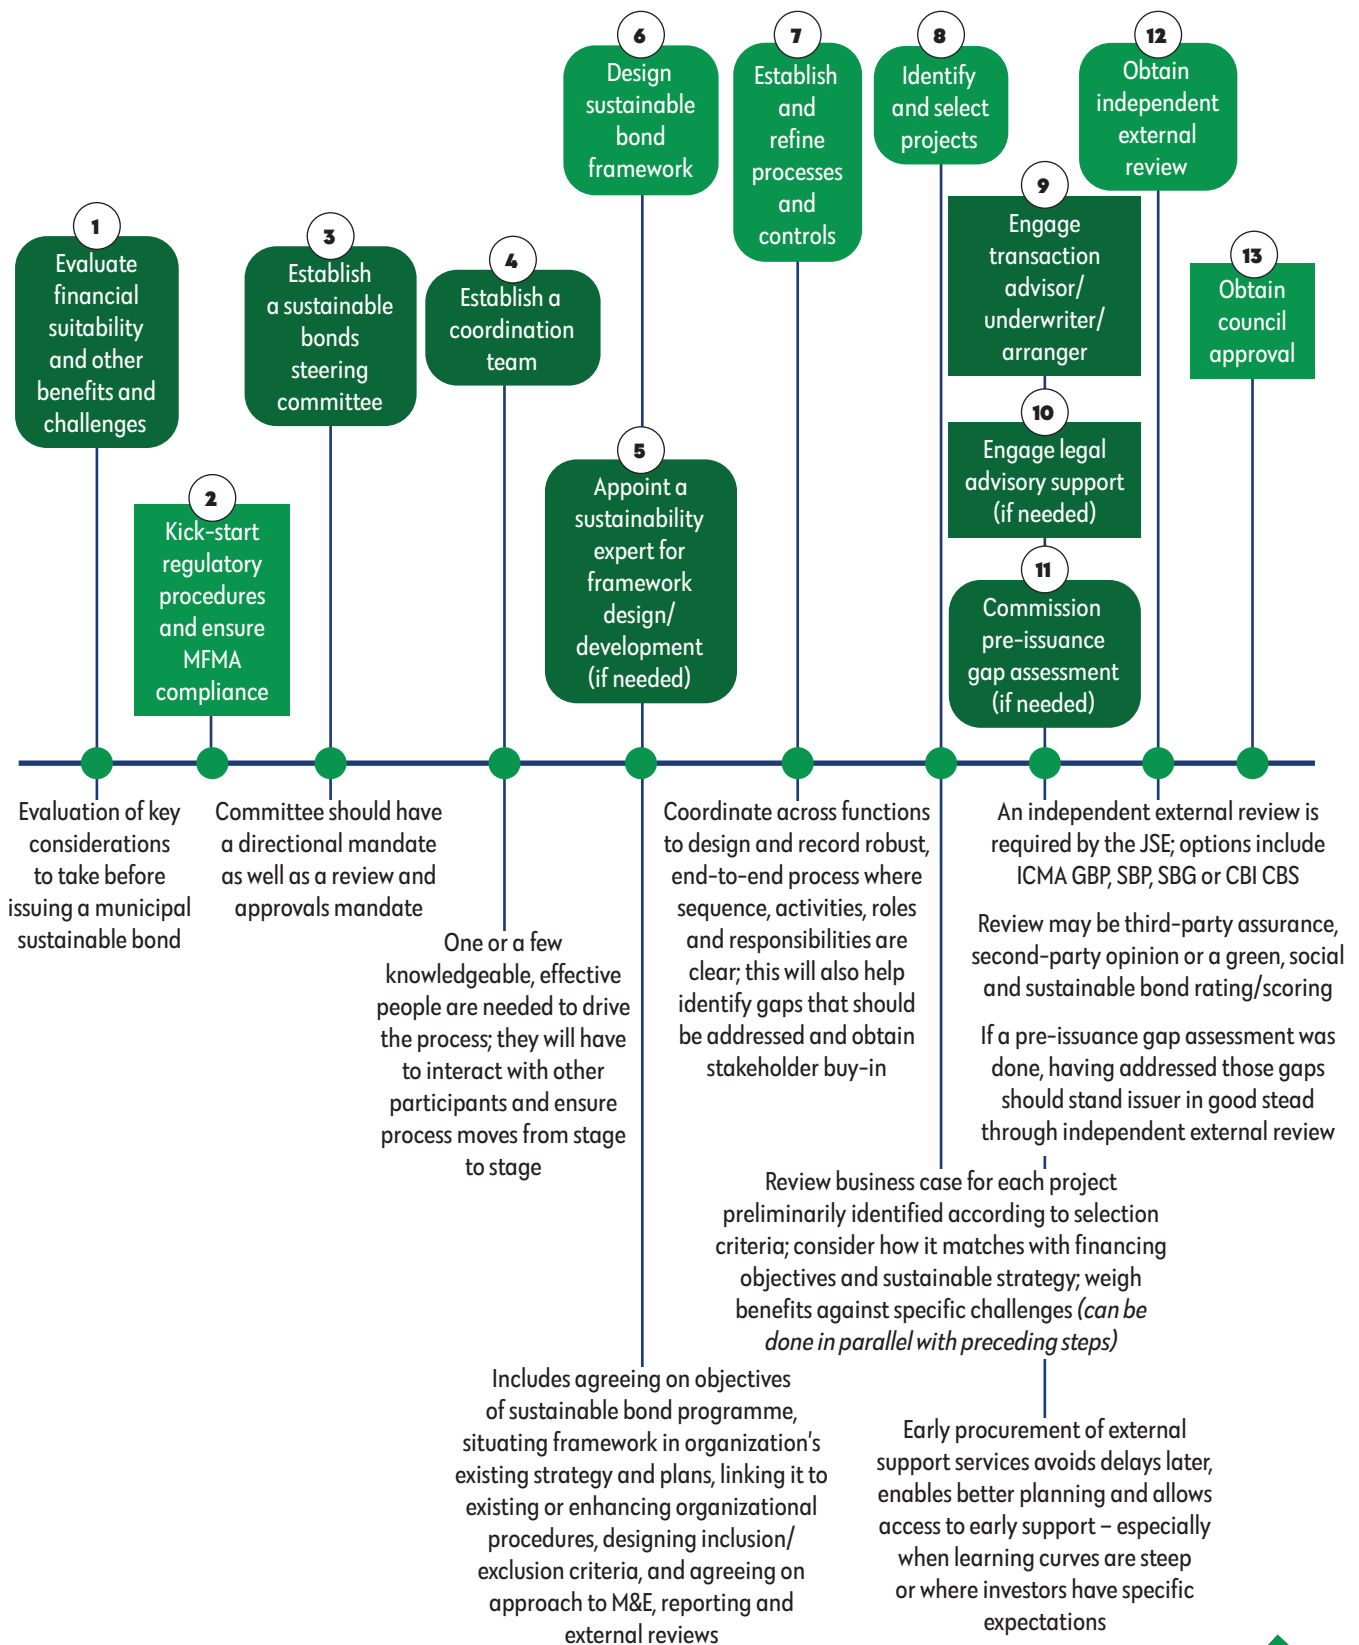 1
Evaluate
financial
suitability
and other
benefits and
challenges
2
Kick-start
regulatory
procedures
and ensure
MFMA
compliance
3
Establish
a sustainable
bonds
steering
committee
4
Establish a
coordination
team
6
Design
sustainable
bond
framework
5
Appoint a
sustainability
expert for
framework
design/
development
(if needed)
7
Establish
and
refine
processes
and
controls
8
Identify
and select
projects
9
Engage
transaction
advisor/
underwriter/
arranger
10
Engage legal
advisory support
(if needed)
11
Commission
pre-issuance
gap assessment
(if needed)
12
Obtain
independent
external
review
13
Obtain
council
approval
Evaluation of key
considerations
to take before
issuing a municipal
sustainable bond
Committee should have
a directional mandate
as well as a review and
approvals mandate
One or a few
knowledgeable, effective
people are needed to drive
the process; they will have
to interact with other
participants and ensure
process moves from stage
to stage
Includes agreeing on objectives
of sustainable bond programme,
situating framework in organization's
existing strategy and plans, linking it to
existing or enhancing organizational
procedures, designing inclusion/
exclusion criteria, and agreeing on
approach to M&E, reporting and
external reviews
Coordinate across functions
to design and record robust,
end-to-end process where
sequence, activities, roles
and responsibilities are
clear; this will also help
identify gaps that should
be addressed and obtain
stakeholder buy-in
Review business case for each project
preliminarily identified according to selection
criteria; consider how it matches with financing
objectives and sustainable strategy; weigh
benefits against specific challenges (can be
done in parallel with preceding steps)
Early procurement of external
support services avoids delays later,
enables better planning and allows
access to early support – especially
when learning curves are steep
or where investors have specific
expectations
An independent external review is
required by the JSE; options include
ICMA GBP, SBP, SBG or CBI CBS
Review may be third-party assurance,
second-party opinion or a green, social
and sustainable bond rating/scoring
If a pre-issuance gap assessment was
done, having addressed those gaps
should stand issuer in good stead
through independent external review